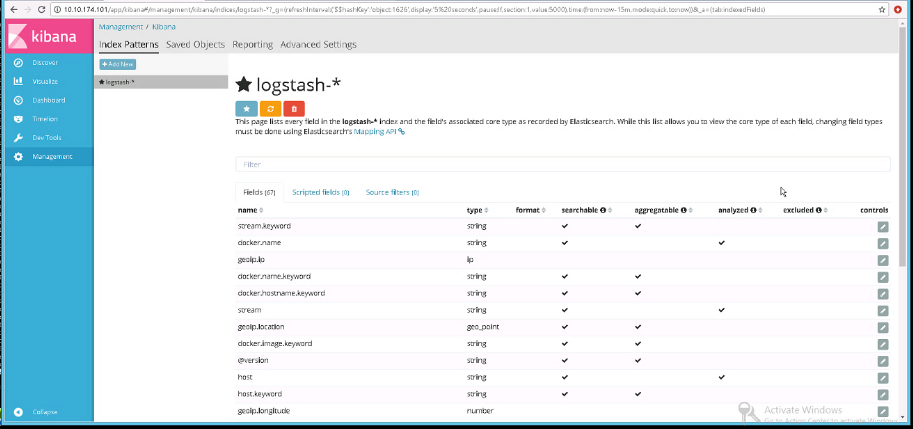 10.10.174.101/app/kibana#/management/kibana/indices/logstash-*?_g=(refreshInterval:('$$hashKey':'object:1626',display:'5%20seconds',pause:!f,section:1,value:5000),time:(from:now-15m,mode:quick,to:now))&_a=(tab:indexedFields)
kibana
Discover
Visualize
Dashboard
Timelion
Dev Tools
Management
Collapse
Management / Kibana
Index Patterns Saved Objects Reporting Advanced Settings
+ Add New
★ logstash-*
★ logstash-*
This page lists every field in the logstash-* index and the field's associated core type as recorded by Elasticsearch. While this list allows you to view the core type of each field, changing field types
must be done using Elasticsearch's Mapping API
Filter
Fields (67) Scripted fields (0) Source filters (0)
name type format searchable aggregatable analyzed excluded controls
stream.keyword string ✔ ✔
docker.name string ✔ ✔
geoip.ip ip
docker.name.keyword string ✔ ✔
docker.hostname.keyword string ✔ ✔
stream string ✔ ✔
geoip.location geo_point ✔ ✔
docker.image.keyword string ✔ ✔
@version string ✔ ✔
host string ✔ ✔
host.keyword string ✔ ✔
geoip.longitude number
Activate Windows
Go to Action Center to activate Windows